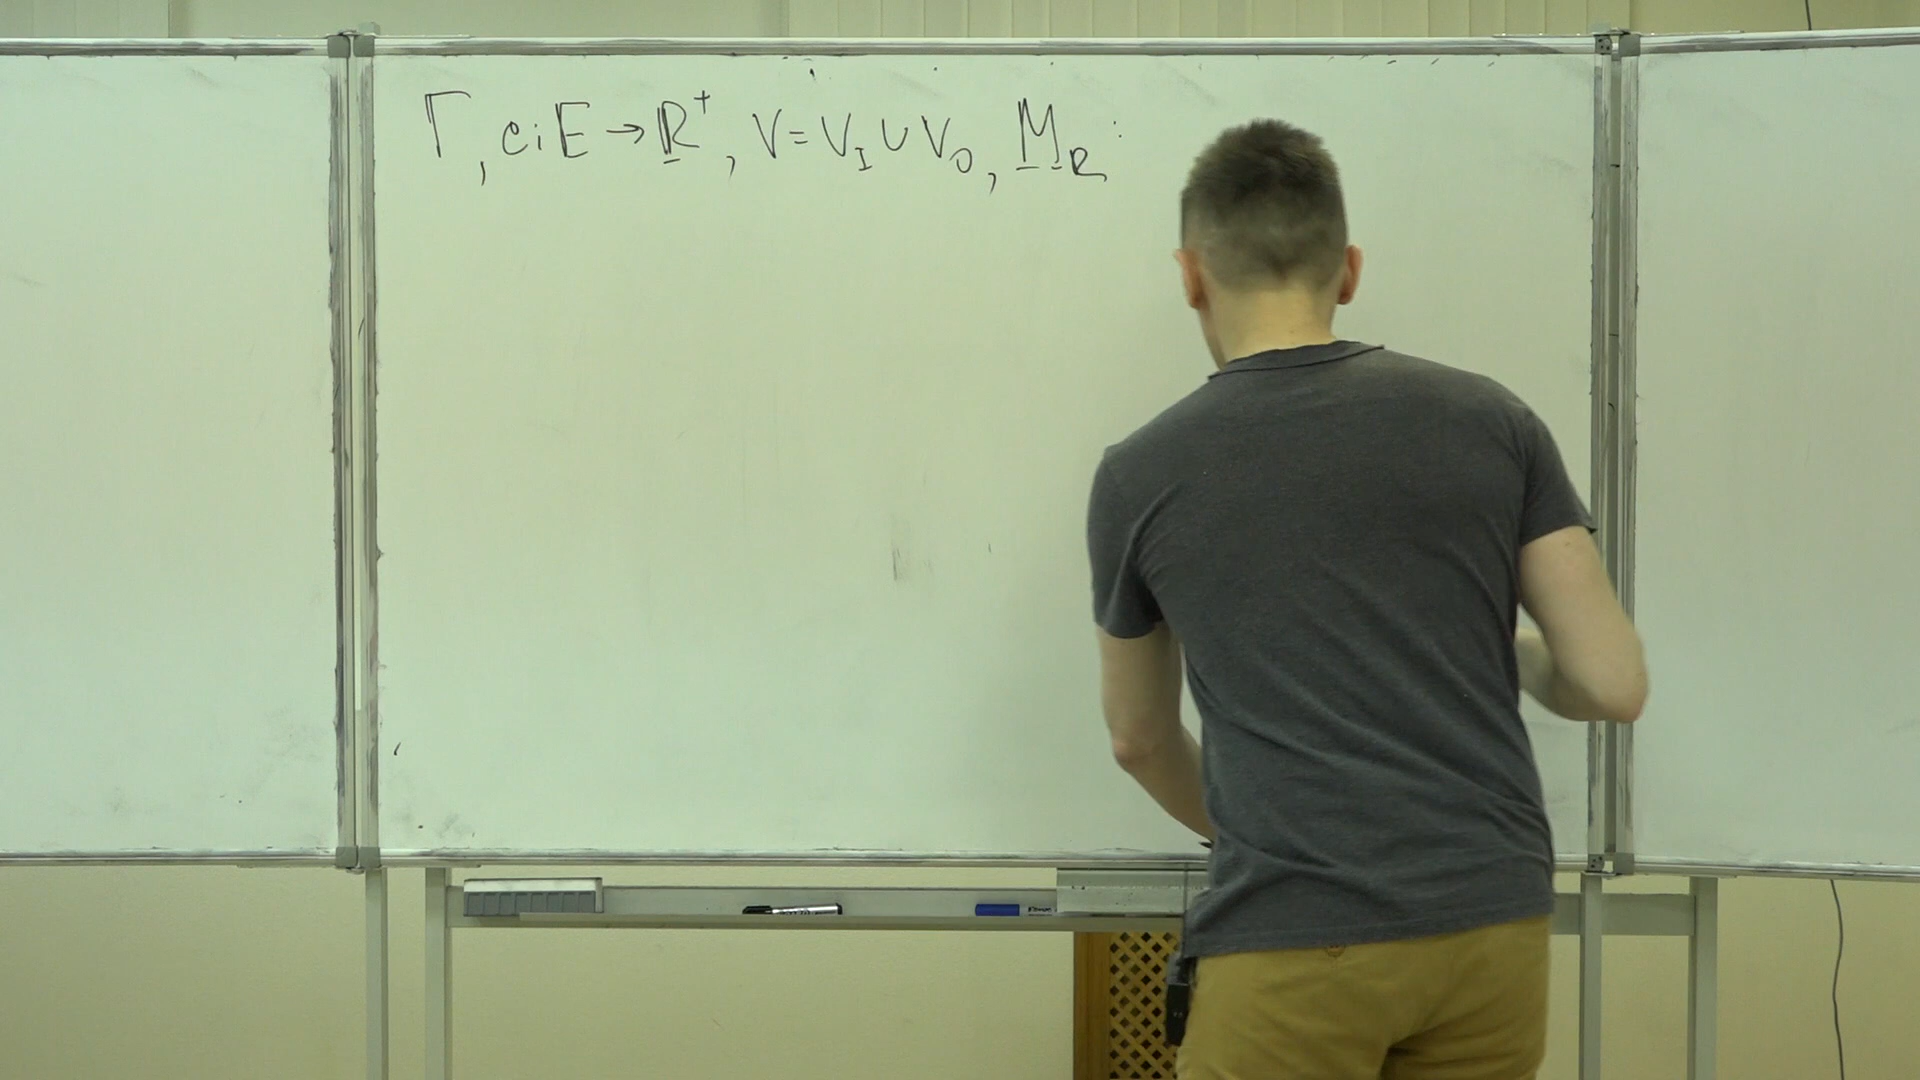 Γ, c: E → R⁺, V = V_I ∪ V_O, M_R :